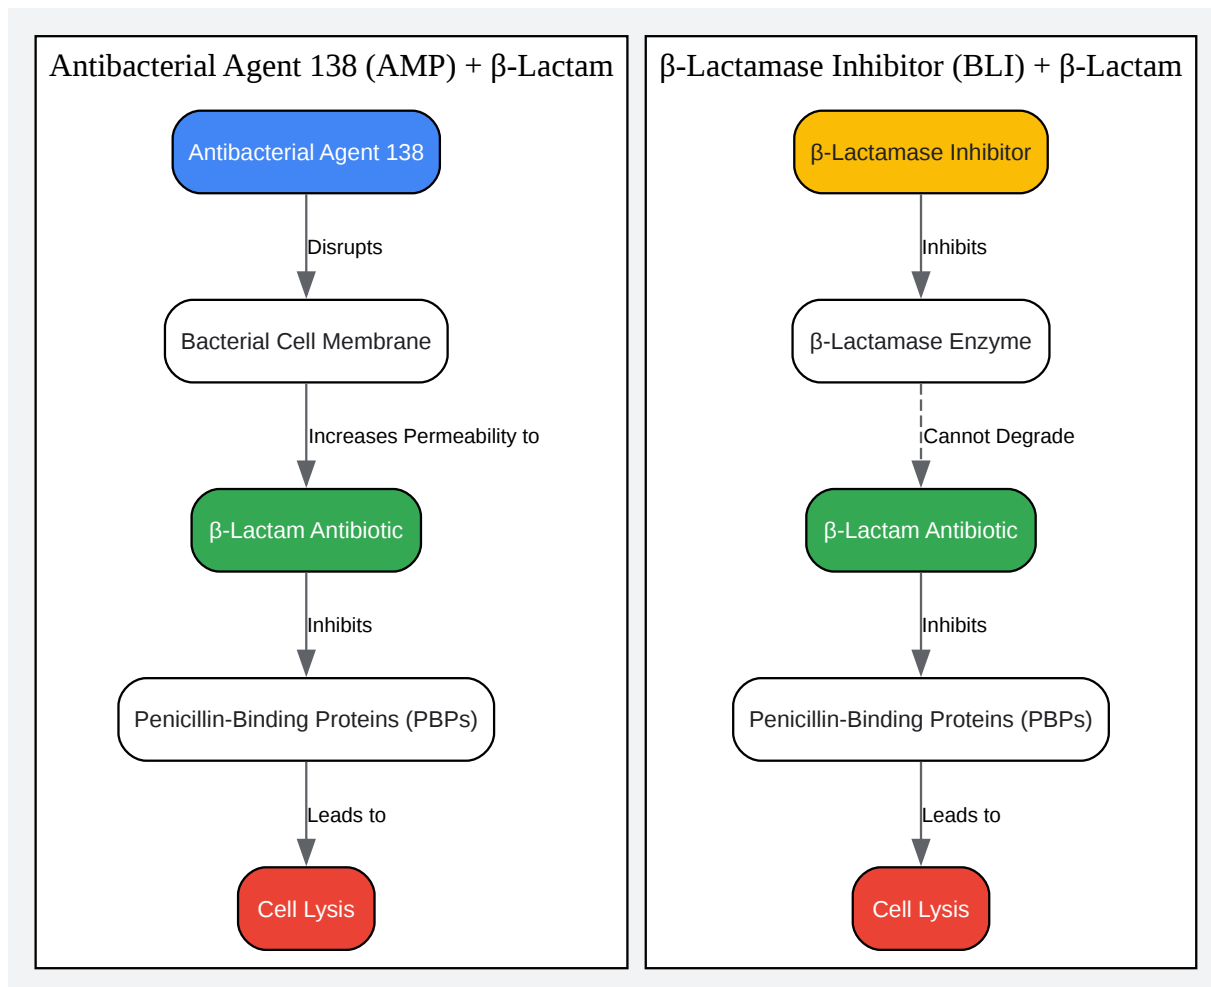 Antibacterial Agent 138 (AMP) + β-Lactam
Antibacterial Agent 138
Disrupts
Bacterial Cell Membrane
Increases Permeability to
β-Lactam Antibiotic
Inhibits
Penicillin-Binding Proteins (PBPs)
Leads to
Cell Lysis
β-Lactamase Inhibitor (BLI) + β-Lactam
β-Lactamase Inhibitor
Inhibits
β-Lactamase Enzyme
Cannot Degrade
β-Lactam Antibiotic
Inhibits
Penicillin-Binding Proteins (PBPs)
Leads to
Cell Lysis